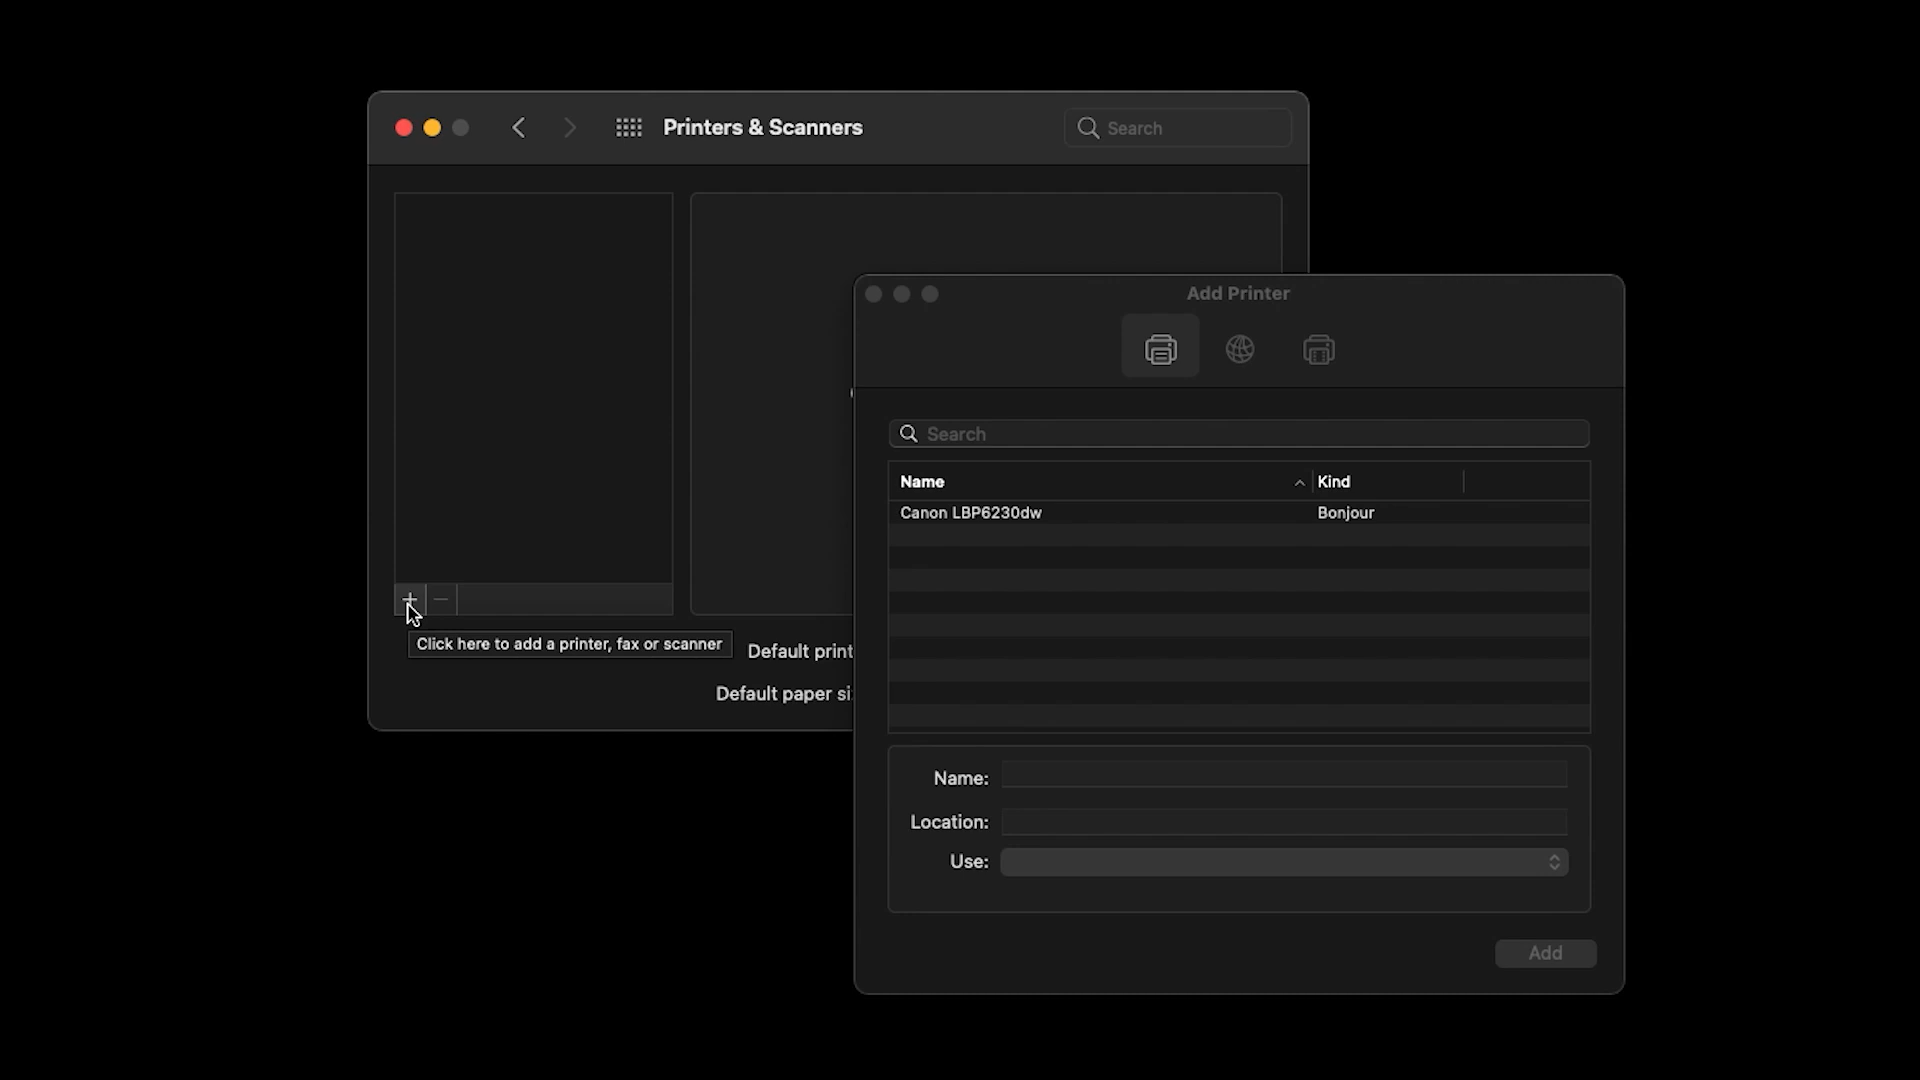 Printers & Scanners
Search
Click here to add a printer, fax or scanner
Default print
Default paper si
Add Printer
Search
Name
Kind
Canon LBP6230dw
Bonjour
Name:
Location:
Use:
Add